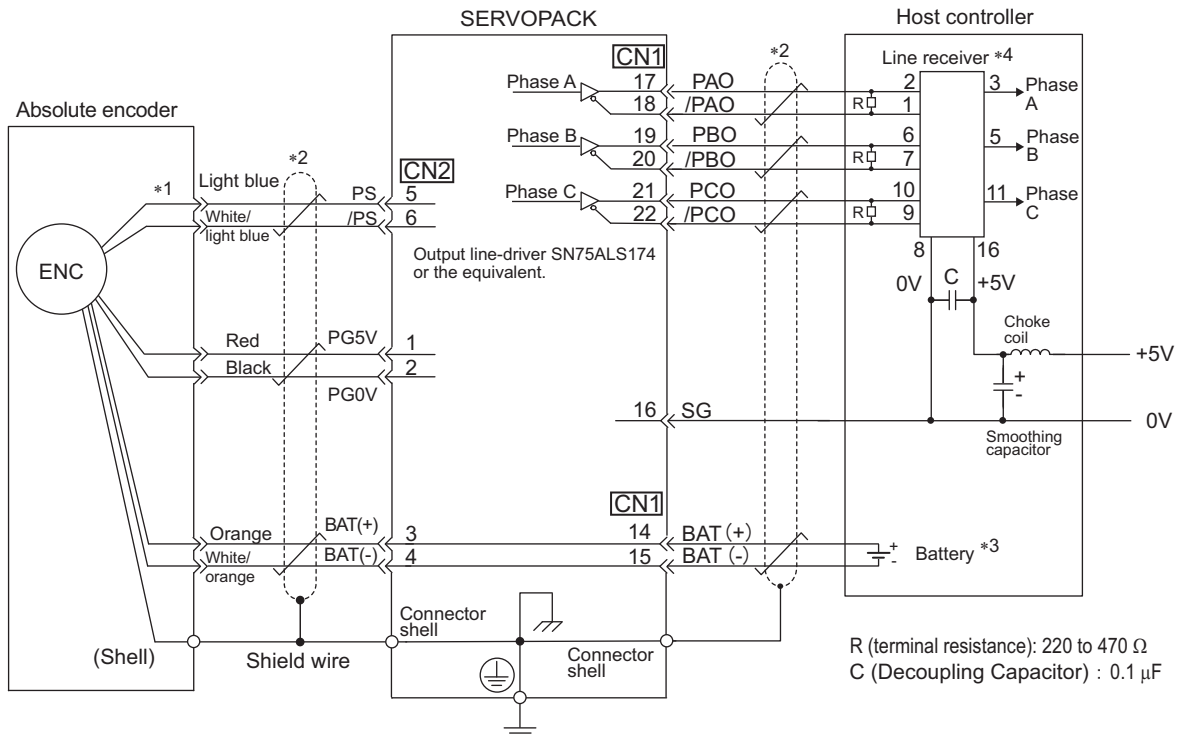 SERVOPACK
Host controller
Absolute encoder
*1
Light blue
White/
light blue
*2
ENC
PS
/PS
CN2
5
6
Red
Black
PG5V
PG0V
1
2
Orange
White/
orange
BAT(+)
BAT(-)
3
4
(Shell)
Shield wire
Connector
shell
Connector
shell
CN1
Phase A
17
18
PAO
/PAO
Phase B
19
20
PBO
/PBO
Phase C
21
22
PCO
/PCO
Output line-driver SN75ALS174
or the equivalent.
16
SG
CN1
14
BAT (+)
15
BAT (-)
*2
Line receiver *4
R
2
1
3
Phase
A
R
6
7
5
Phase
B
R
10
9
11
Phase
C
8
16
0V
C
+5V
Choke
coil
+5V
+
-
0V
Smoothing
capacitor
+
-
Battery *3
R (terminal resistance): 220 to 470 Ω
C (Decoupling Capacitor) : 0.1 μF